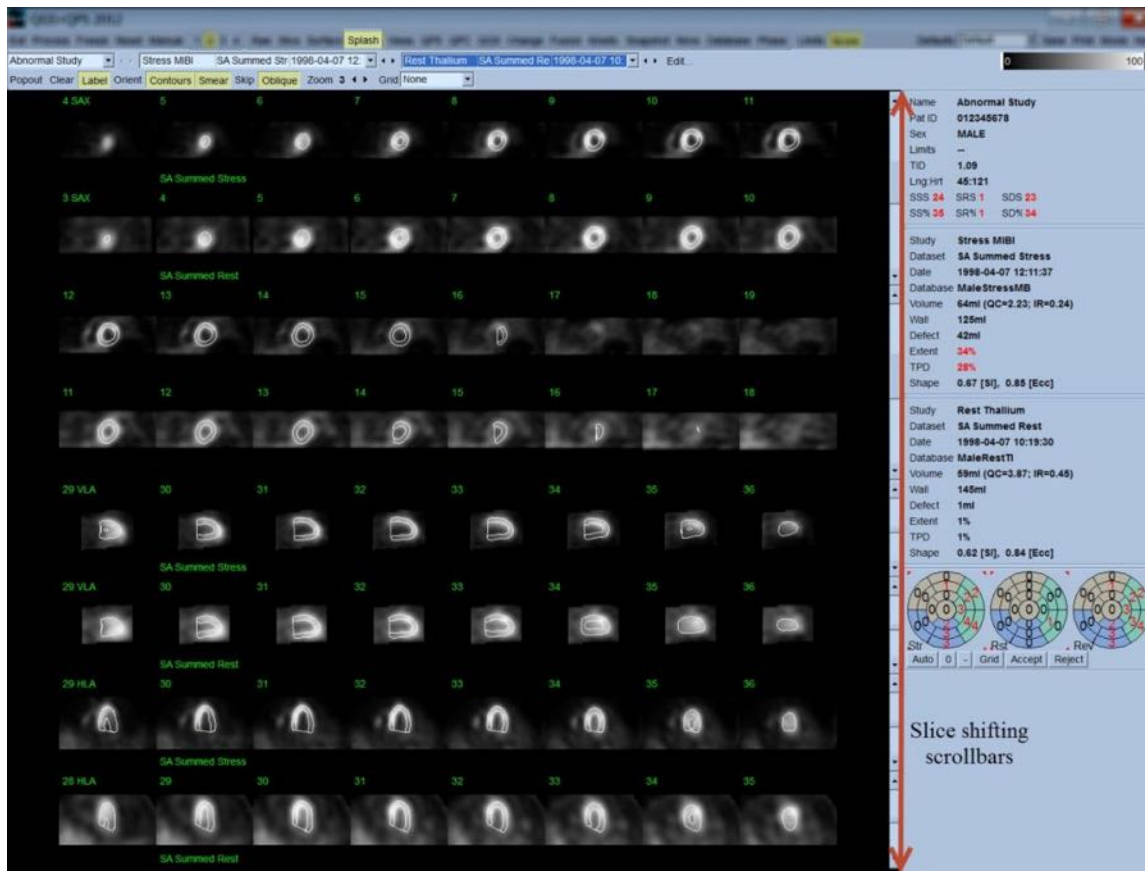 QGS+QPS 2012
Splash
Abnormal Study Stress MIBI SA Summed Str 1998-04-07 12: Rest Thallium SA Summed Re 1998-04-07 10: Edit...
0 100
Popout Clear Label Orient Contours Smear Skip Oblique Zoom 3 Grid None
4 SAX 5 6 7 8 9 10 11
SA Summed Stress
3 SAX 4 5 6 7 8 9 10
SA Summed Rest
12 13 14 15 16 17 18 19
11 12 13 14 15 16 17 18
29 VLA 30 31 32 33 34 35 36
SA Summed Stress
29 VLA 30 31 32 33 34 35 36
SA Summed Rest
29 HLA 30 31 32 33 34 35 36
SA Summed Stress
28 HLA 29 30 31 32 33 34 35
SA Summed Rest
Name Abnormal Study
Pat ID 012345678
Sex MALE
Limits --
TID 1.09
Lng:Hrt 45:121
SSS 24 SRS 1 SDS 23
SS% 35 SR% 1 SD% 34
Study Stress MIBI
Dataset SA Summed Stress
Date 1998-04-07 12:11:37
Database MaleStressMB
Volume 64ml (QC=2.23; IR=0.24)
Wall 125ml
Defect 42ml
Extent 34%
TPD 28%
Shape 0.67 [SI], 0.85 [Ecc]
Study Rest Thallium
Dataset SA Summed Rest
Date 1998-04-07 10:19:30
Database MaleRestTl
Volume 59ml (QC=3.87; IR=0.45)
Wall 145ml
Defect 1ml
Extent 1%
TPD 1%
Shape 0.62 [SI], 0.84 [Ecc]
Str Rst Rev
Auto 0 - Grid Accept Reject
Slice shifting
scrollbars